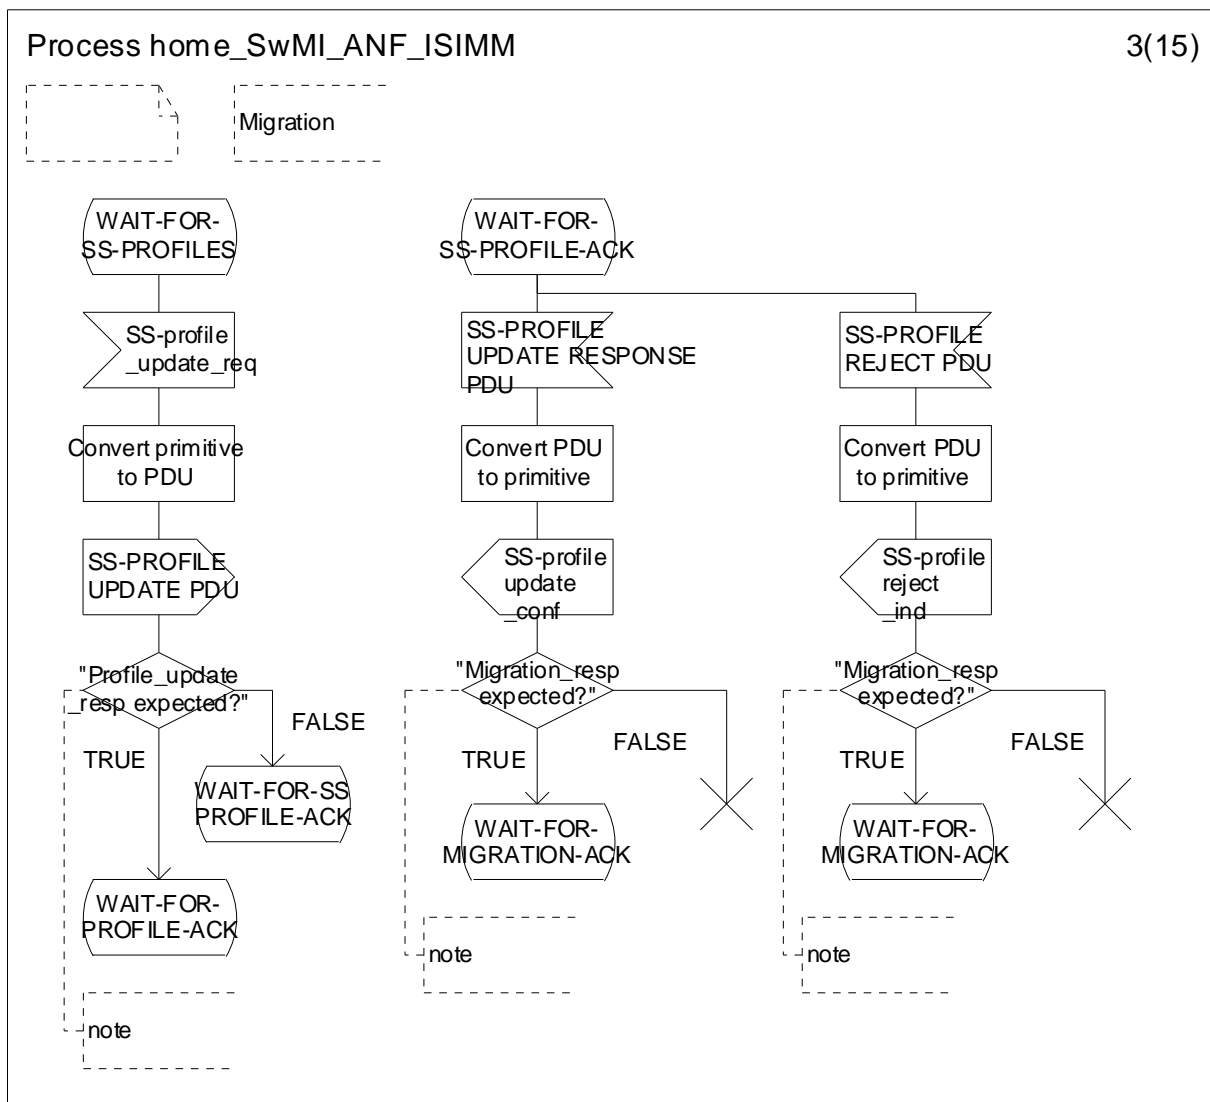 Process home_SwMI_ANF_ISIMM
3(15)
Migration
WAIT-FOR-
SS-PROFILES
SS-profile
_update_req
Convert primitive
to PDU
SS-PROFILE
UPDATE PDU
"Profile_update
_resp expected?"
FALSE
TRUE
WAIT-FOR-SS
PROFILE-ACK
WAIT-FOR-
PROFILE-ACK
note
WAIT-FOR-
SS-PROFILE-ACK
SS-PROFILE
UPDATE RESPONSE
PDU
Convert PDU
to primitive
SS-profile
update
_conf
"Migration_resp
expected?"
FALSE
TRUE
WAIT-FOR-
MIGRATION-ACK
note
SS-PROFILE
REJECT PDU
Convert PDU
to primitive
SS-profile
reject
_ind
"Migration_resp
expected?"
FALSE
TRUE
WAIT-FOR-
MIGRATION-ACK
note